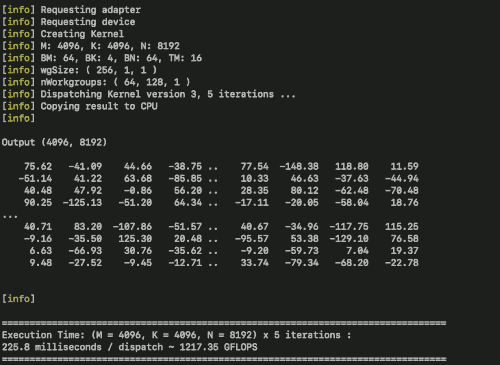 [info] Requesting adapter
[info] Requesting device
[info] Creating Kernel
[info] M: 4096, K: 4096, N: 8192
[info] BM: 64, BK: 4, BN: 64, TM: 16
[info] wgSize: ( 256, 1, 1 )
[info] nWorkgroups: ( 64, 128, 1 )
[info] Dispatching Kernel version 3, 5 iterations ...
[info] Copying result to CPU
[info]
Output (4096, 8192)
75.62 -41.09 44.66 -38.75 .. 77.54 -148.38 118.80 11.59
-51.14 41.22 63.68 -85.85 .. 10.33 46.63 -37.63 -44.94
40.48 47.92 -0.86 56.20 .. 28.35 80.12 -62.48 -70.48
90.25 -125.13 -51.20 64.34 .. -17.11 -20.05 -58.04 18.76
...
40.71 83.20 -107.86 -51.57 .. 40.67 -34.96 -117.75 115.25
-9.16 -35.50 125.30 20.48 .. -95.57 53.38 -129.10 76.58
6.63 -66.93 30.76 -35.62 .. -9.20 -59.73 7.04 19.37
9.48 -27.52 -9.45 -12.71 .. 33.74 -79.34 -68.20 -22.78
[info]
================================================================================
Execution Time: (M = 4096, K = 4096, N = 8192) x 5 iterations :
225.8 milliseconds / dispatch ~ 1217.35 GFLOPS
================================================================================